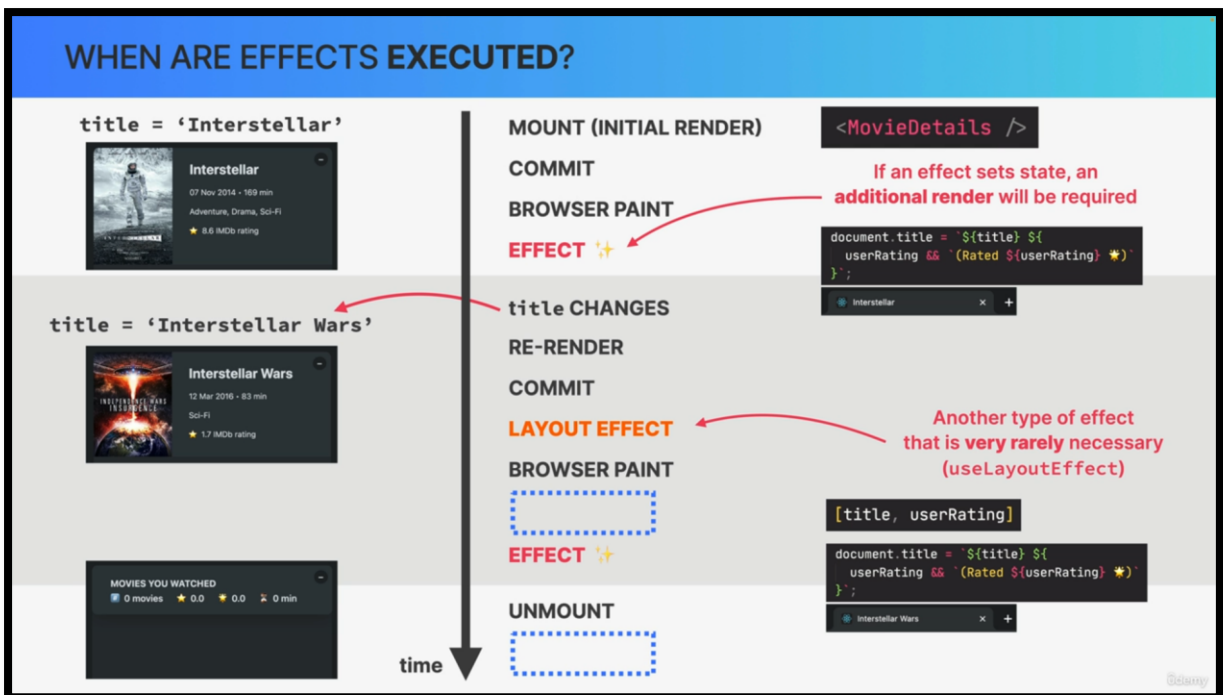 WHEN ARE EFFECTS EXECUTED?
title = ‘Interstellar’
Interstellar
07 Nov 2014 • 169 min
Adventure, Drama, Sci-Fi
⭐ 8.6 IMDb rating
INTERSTELLAR
MOUNT (INITIAL RENDER)
COMMIT
BROWSER PAINT
EFFECT ✨
<MovieDetails />
If an effect sets state, an
additional render will be required
document.title = `${title} ${
userRating && `(Rated ${userRating} 🌟)`
}`;
Interstellar × +
title = ‘Interstellar Wars’
Interstellar Wars
12 Mar 2016 • 83 min
Sci-Fi
⭐ 1.7 IMDb rating
INDEPENDENCE WARS
INSURGENCE
title CHANGES
RE-RENDER
COMMIT
LAYOUT EFFECT
BROWSER PAINT
EFFECT ✨
Another type of effect
that is very rarely necessary
(useLayoutEffect)
[title, userRating]
document.title = `${title} ${
userRating && `(Rated ${userRating} 🌟)`
}`;
Interstellar Wars × +
MOVIES YOU WATCHED
#️⃣ 0 movies ⭐ 0.0 🌟 0.0 ⏳ 0 min
UNMOUNT
time
ûdemy